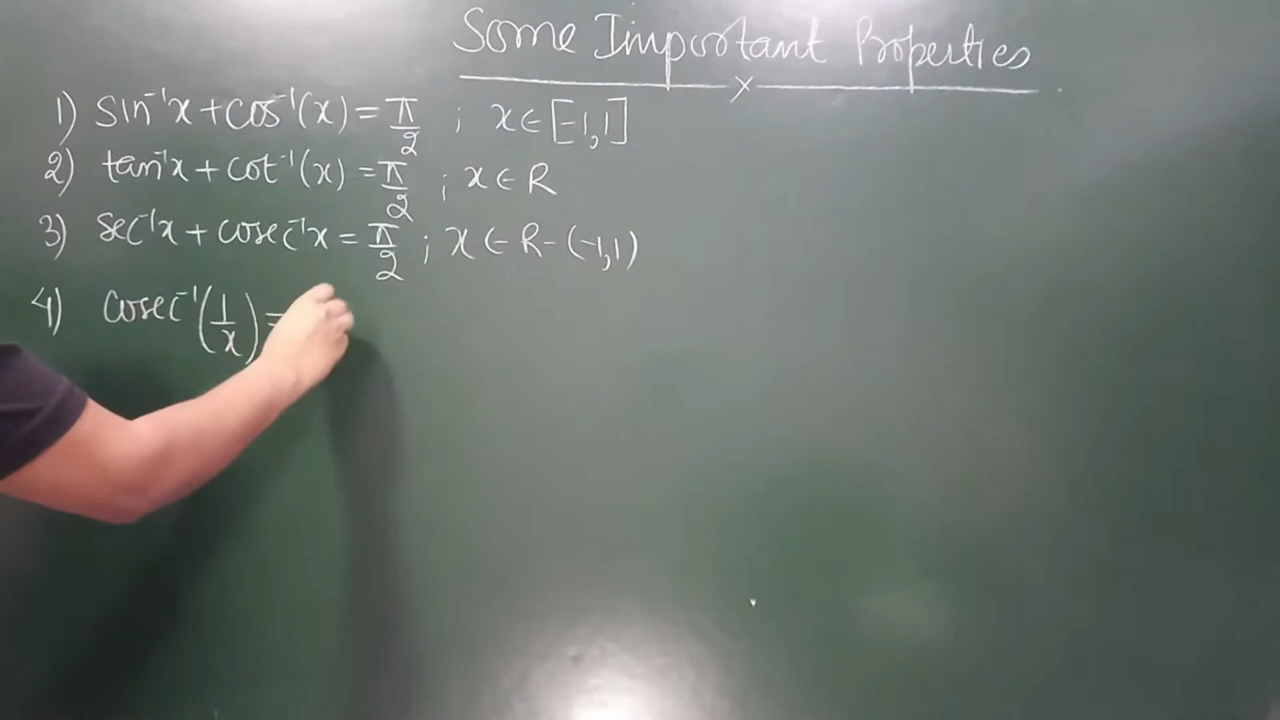 Some Important Properties
1) sin⁻¹x + cos⁻¹(x) = π/2 ; x ∈ [-1,1]
2) tan⁻¹x + cot⁻¹(x) = π/2 ; x ∈ R
3) sec⁻¹x + cosec⁻¹x = π/2 ; x ∈ R-(-1,1)
4) cosec⁻¹(1/x) =